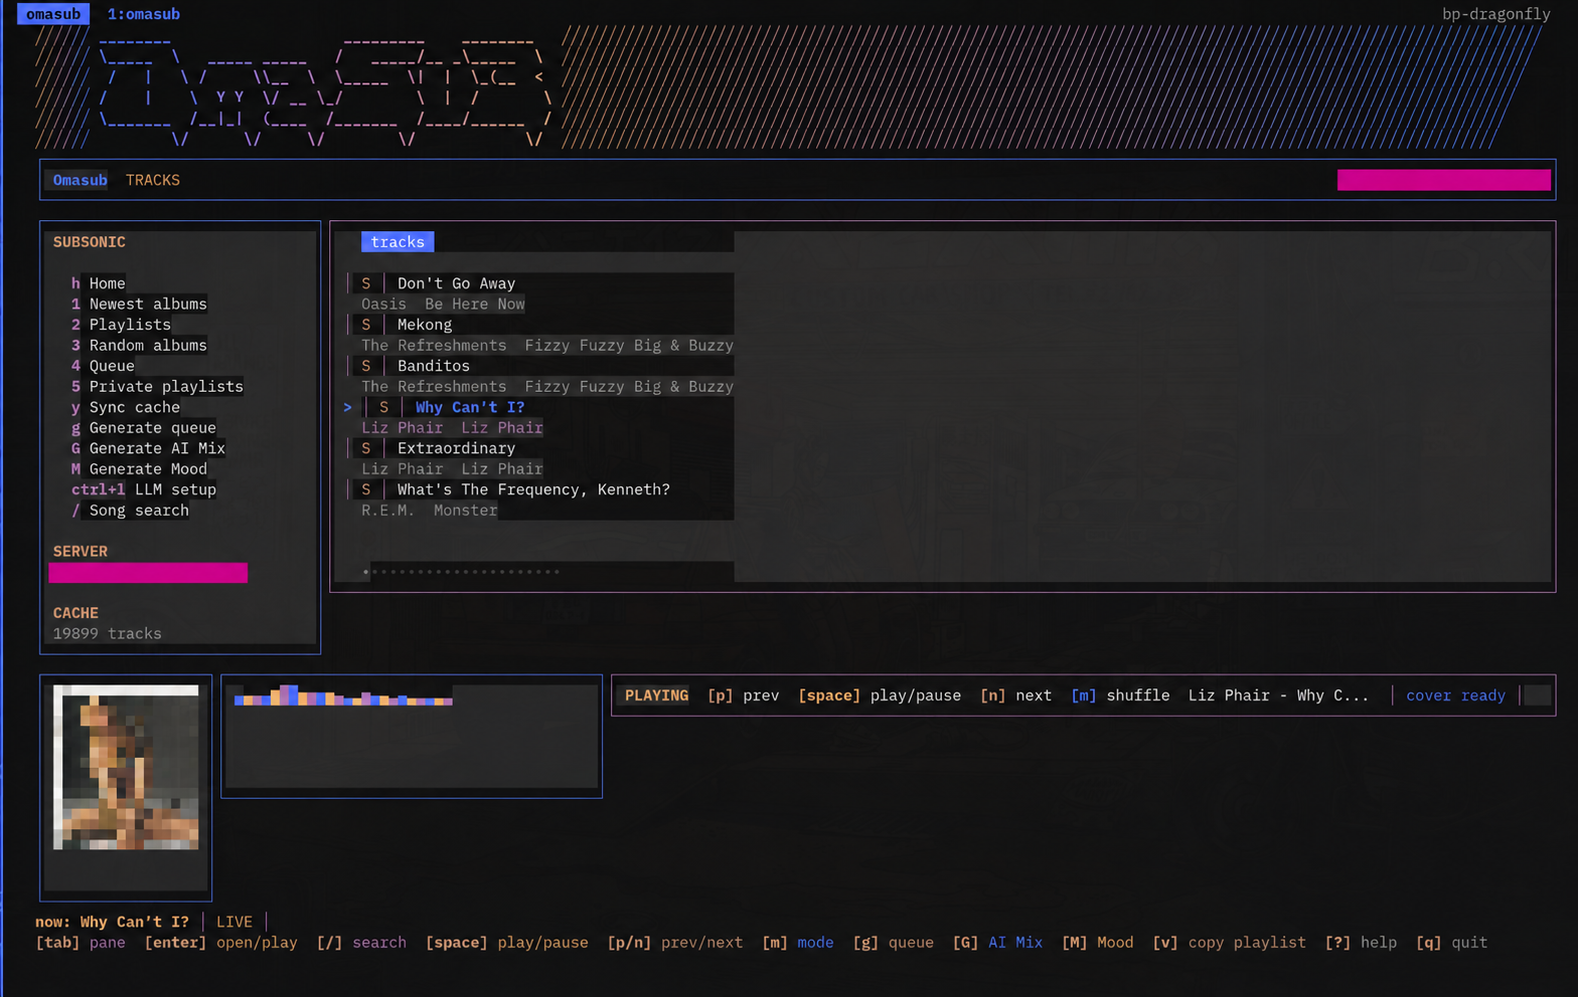 omasub 1:omasub bp-dragonfly
Omasub TRACKS
SUBSONIC
h Home
1 Newest albums
2 Playlists
3 Random albums
4 Queue
5 Private playlists
y Sync cache
g Generate queue
G Generate AI Mix
M Generate Mood
ctrl+l LLM setup
/ Song search
SERVER
CACHE
19899 tracks
tracks
│ S │ Don't Go Away
Oasis Be Here Now
│ S │ Mekong
The Refreshments Fizzy Fuzzy Big & Buzzy
│ S │ Banditos
The Refreshments Fizzy Fuzzy Big & Buzzy
> │ S │ Why Can't I?
Liz Phair Liz Phair
│ S │ Extraordinary
Liz Phair Liz Phair
│ S │ What's The Frequency, Kenneth?
R.E.M. Monster
PLAYING [p] prev [space] play/pause [n] next [m] shuffle Liz Phair - Why C... │ cover ready │
now: Why Can't I? │ LIVE │
[tab] pane [enter] open/play [/] search [space] play/pause [p/n] prev/next [m] mode [g] queue [G] AI Mix [M] Mood [v] copy playlist [?] help [q] quit